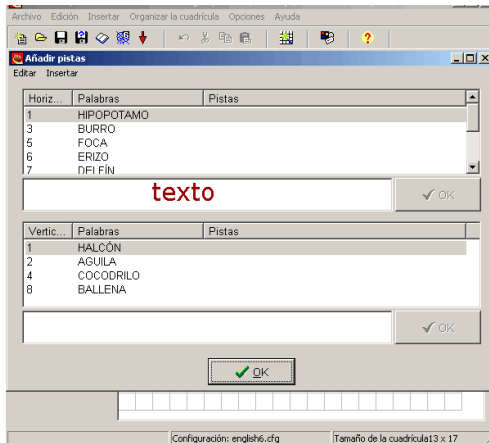 Archivo Edición Insertar Organizar la cuadrícula Opciones Ayuda
Añadir pistas
Editar Insertar
Horiz... Palabras Pistas
1 HIPOPOTAMO
3 BURRO
5 FOCA
6 ERIZO
7 DELFÍN
texto
OK
Vertic... Palabras Pistas
1 HALCÓN
2 AGUILA
4 COCODRILO
8 BALLENA
OK
OK
Configuración: english6.cfg Tamaño de la cuadrícula13 x 17